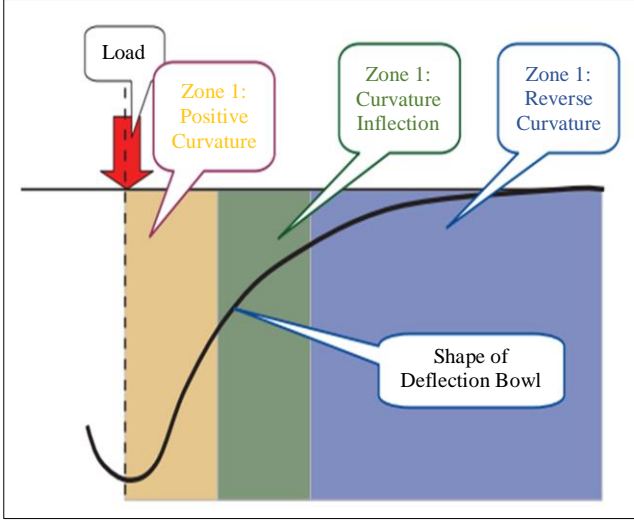 Load
Zone 1:
Positive
Curvature
Zone 1:
Curvature
Inflection
Zone 1:
Reverse
Curvature
Shape of
Deflection Bowl